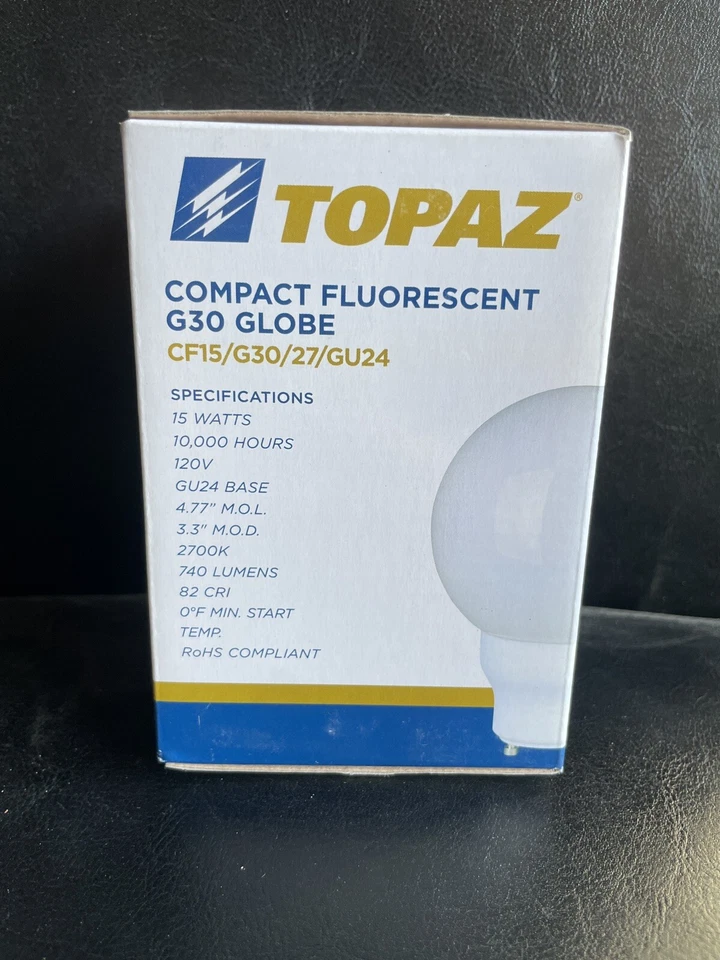 TOPAZ®
COMPACT FLUORESCENT
G30 GLOBE
CF15/G30/27/GU24
SPECIFICATIONS
15 WATTS
10,000 HOURS
120V
GU24 BASE
4.77" M.O.L.
3.3" M.O.D.
2700K
740 LUMENS
82 CRI
0°F MIN. START
TEMP.
RoHS COMPLIANT